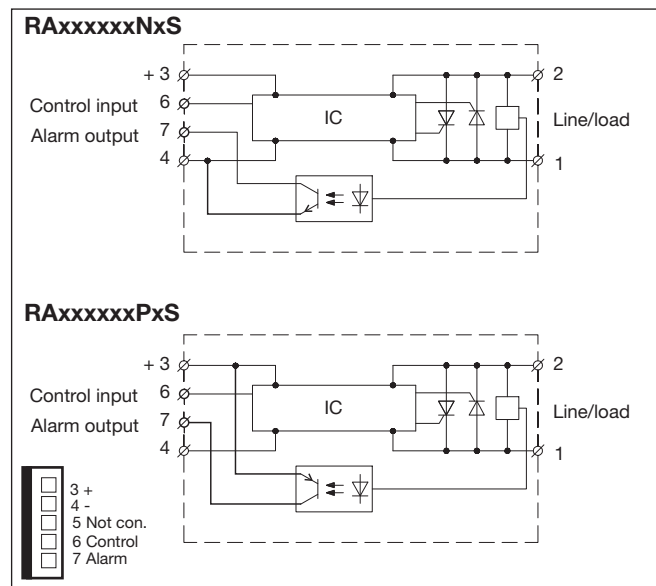 RAxxxxxxNxS
+ 3
2
Control input
6
IC
Alarm output
7
Line/load
4
1
RAxxxxxxPxS
+ 3
2
Control input
6
IC
Alarm output
7
Line/load
4
1
3 +
4 -
5 Not con.
6 Control
7 Alarm